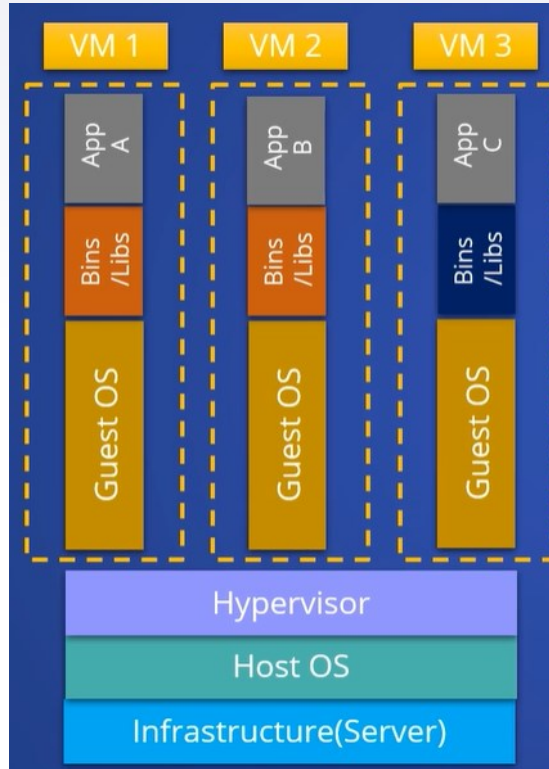 VM 1
VM 2
VM 3
App
A
Bins
/Libs
Guest OS
App
B
Bins
/Libs
Guest OS
App
C
Bins
/Libs
Guest OS
Hypervisor
Host OS
Infrastructure(Server)